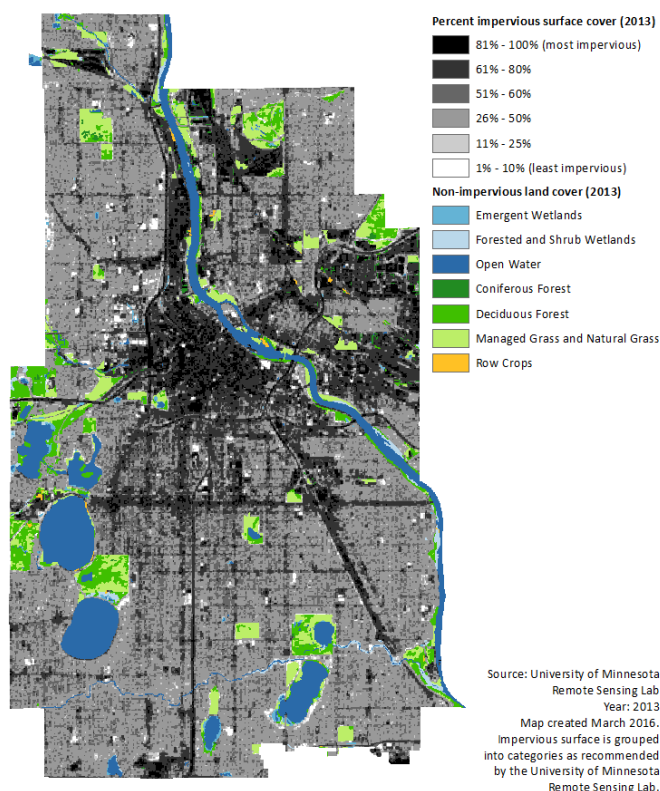 Percent impervious surface cover (2013)
81% - 100% (most impervious)
61% - 80%
51% - 60%
26% - 50%
11% - 25%
1% - 10% (least impervious)
Non-impervious land cover (2013)
Emergent Wetlands
Forested and Shrub Wetlands
Open Water
Coniferous Forest
Deciduous Forest
Managed Grass and Natural Grass
Row Crops
Source: University of Minnesota
Remote Sensing Lab
Year: 2013
Map created March 2016.
Impervious surface is grouped
into categories as recommended
by the University of Minnesota
Remote Sensing Lab.